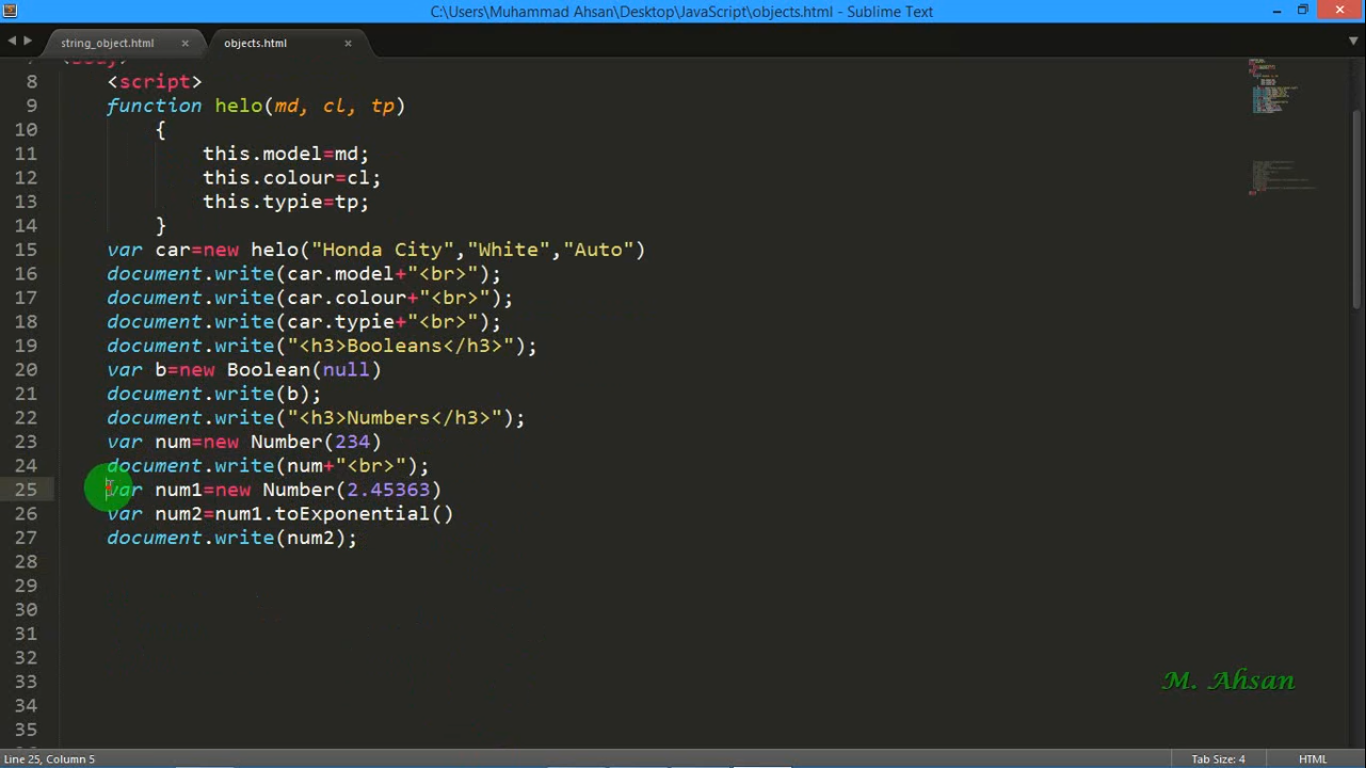 C:\Users\Muhammad Ahsan\Desktop\JavaScript\objects.html - Sublime Text
string_object.html × objects.html ×
8 <script>
9 function helo(md, cl, tp)
10 {
11 this.model=md;
12 this.colour=cl;
13 this.typie=tp;
14 }
15 var car=new helo("Honda City","White","Auto")
16 document.write(car.model+"<br>");
17 document.write(car.colour+"<br>");
18 document.write(car.typie+"<br>");
19 document.write("<h3>Booleans</h3>");
20 var b=new Boolean(null)
21 document.write(b);
22 document.write("<h3>Numbers</h3>");
23 var num=new Number(234)
24 document.write(num+"<br>");
25 var num1=new Number(2.45363)
26 var num2=num1.toExponential()
27 document.write(num2);
28
29
30
31
32
33
34
35
M. Ahsan
Line 25, Column 5 Tab Size: 4 HTML